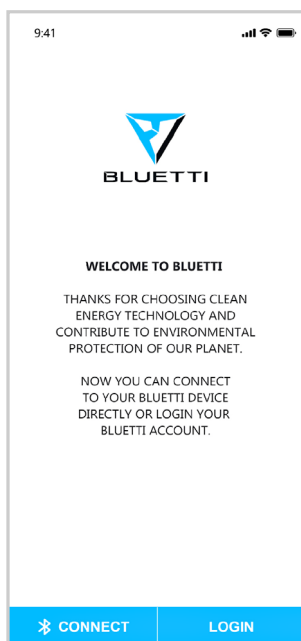 9:41
BLUETTI
WELCOME TO BLUETTI
THANKS FOR CHOOSING CLEAN
ENERGY TECHNOLOGY AND
CONTRIBUTE TO ENVIRONMENTAL
PROTECTION OF OUR PLANET.
NOW YOU CAN CONNECT
TO YOUR BLUETTI DEVICE
DIRECTLY OR LOGIN YOUR
BLUETTI ACCOUNT.
CONNECT LOGIN